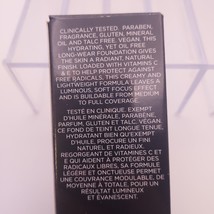 CLINICALLY TESTED. PARABEN,
FRAGRANCE, GLUTEN, MINERAL
OIL AND TALC FREE. VEGAN. THIS
HYDRATING, YET OIL FREE
LONG-WEAR FOUNDATION GIVES
THE SKIN A RADIANT, NATURAL
FINISH. LOADED WITH VITAMINS C
& E TO HELP PROTECT AGAINST
FREE RADICALS, THIS CREAMY AND
LIGHTWEIGHT FORMULA LEAVES A
LUMINOUS, SOFT FOCUS EFFECT
AND IS BUILDABLE FROM MEDIUM
TO FULL COVERAGE.
TESTÉ EN CLINIQUE. EXEMPT
D'HUILE MINÉRALE, PARABÈNE,
PARFUM, GLUTEN ET TALC. VEGAN.
CE FOND DE TEINT LONGUE TENUE,
HYDRATANT BIEN QU'EXEMPT
D'HUILE, PROCURE UN FINI
NATUREL ET RADIEUX.
REGORGEANT DE VITAMINES C ET
E QUI AIDENT À PROTÉGER DES
RADICAUX LIBRES, SA FORMULE
LÉGÈRE ET ONCTUEUSE PERMET
UNE COUVRANCE MODULABLE, DE
MOYENNE À TOTALE, POUR UN
RÉSULTAT LUMINEUX
ET ÉVANESCENT.